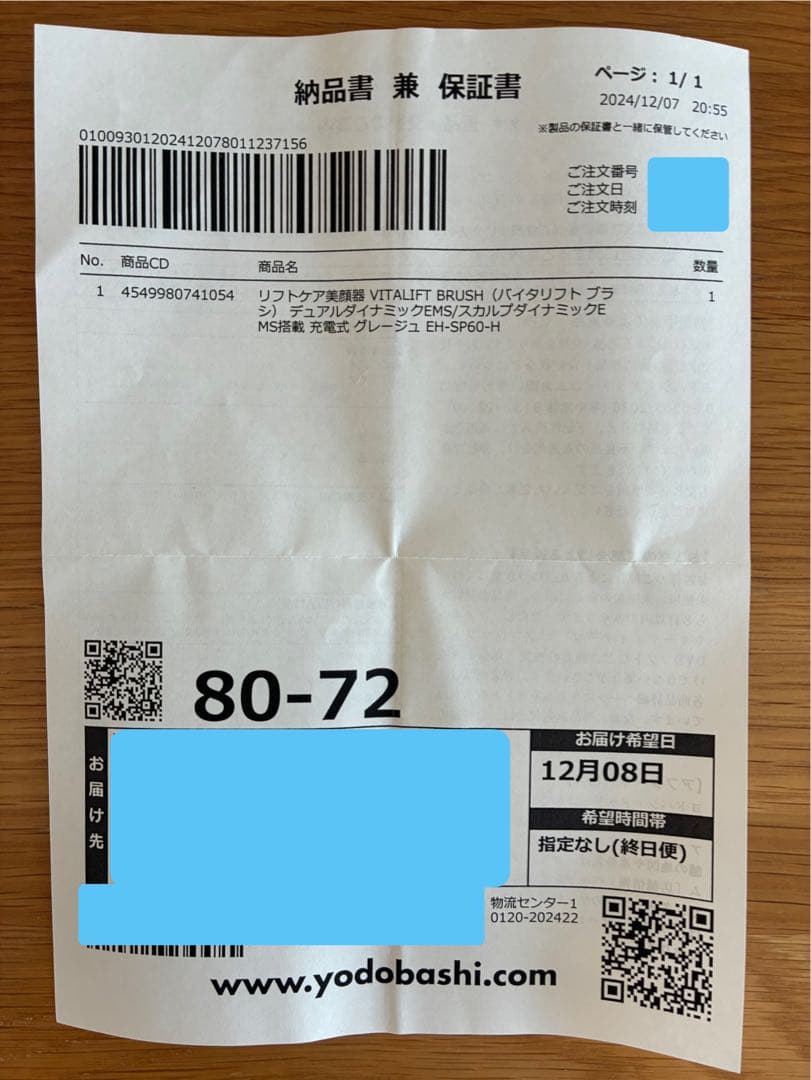 納品書 兼 保証書
ページ： 1/ 1
2024/12/07 20:55
※製品の保証書と一緒に保管してください
01009301202412078011237156
ご注文番号
ご注文日
ご注文時刻
No. 商品CD 商品名 数量
1 4549980741054 リフトケア美顔器 VITALIFT BRUSH（バイタリフト ブラ 1
シ） デュアルダイナミックEMS/スカルプダイナミックE
MS搭載 充電式 グレージュ EH-SP60-H
80-72
お届け先
お届け希望日
12月08日
希望時間帯
指定なし(終日便)
物流センター1
0120-202422
www.yodobashi.com